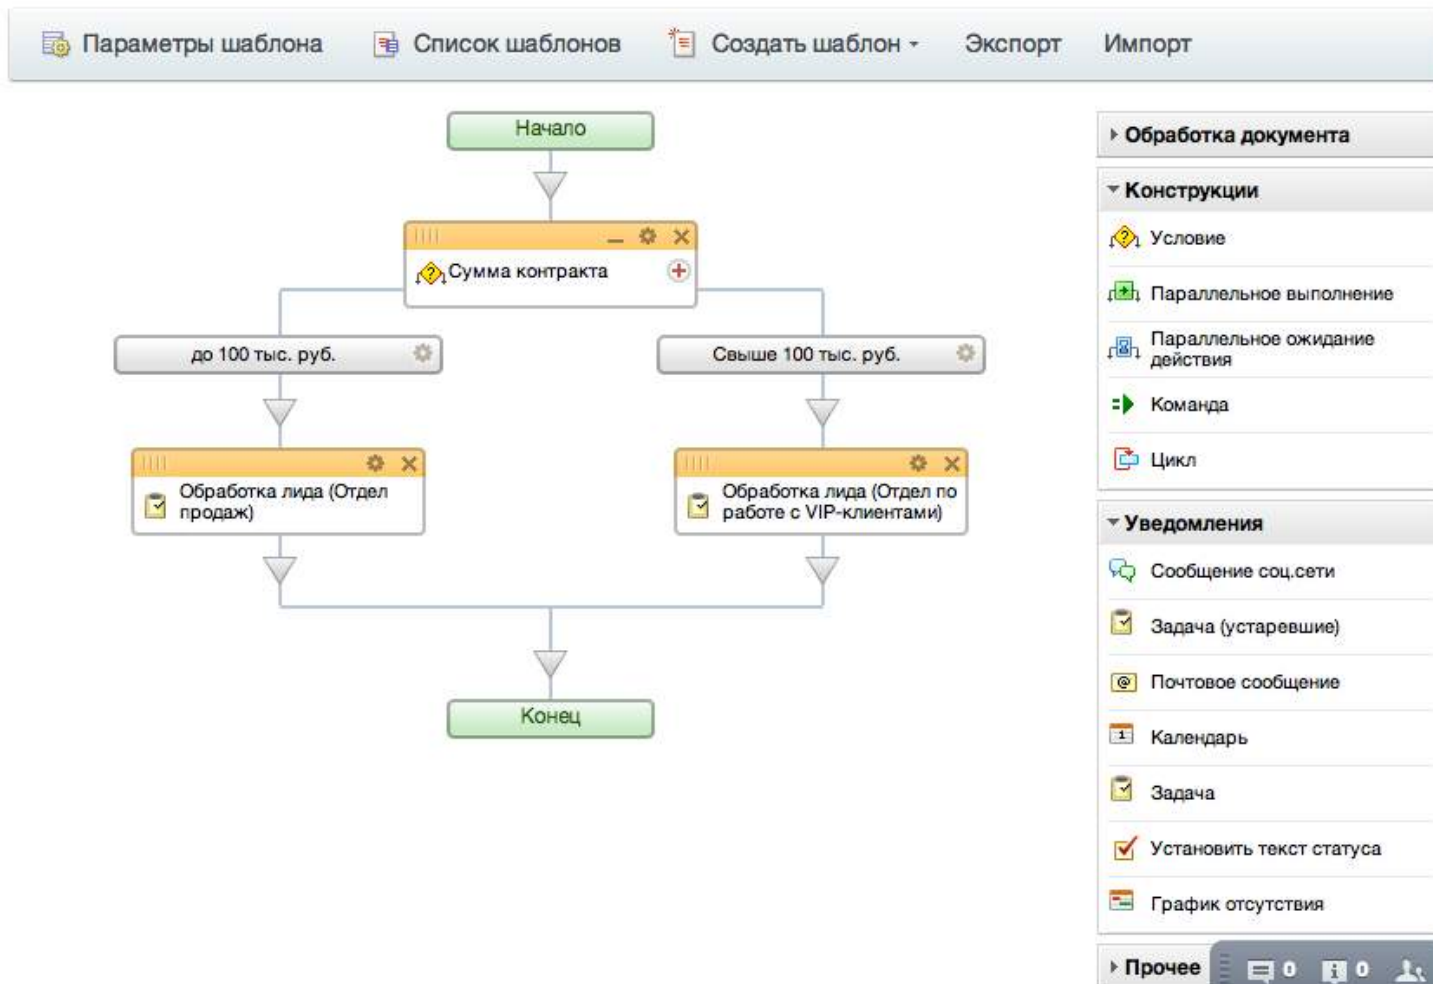 Параметры шаблона
Список шаблонов
Создать шаблон
Экспорт
Импорт
Начало
Сумма контракта
до 100 тыс. руб.
Свыше 100 тыс. руб.
Обработка лида (Отдел
продаж)
Обработка лида (Отдел по
работе с VIP-клиентами)
Конец
Обработка документа
Конструкции
Условие
Параллельное выполнение
Параллельное ожидание
действия
Команда
Цикл
Уведомления
Сообщение соц.сети
Задача (устаревшие)
Почтовое сообщение
Календарь
Задача
Установить текст статуса
График отсутствия
Прочее
0
0